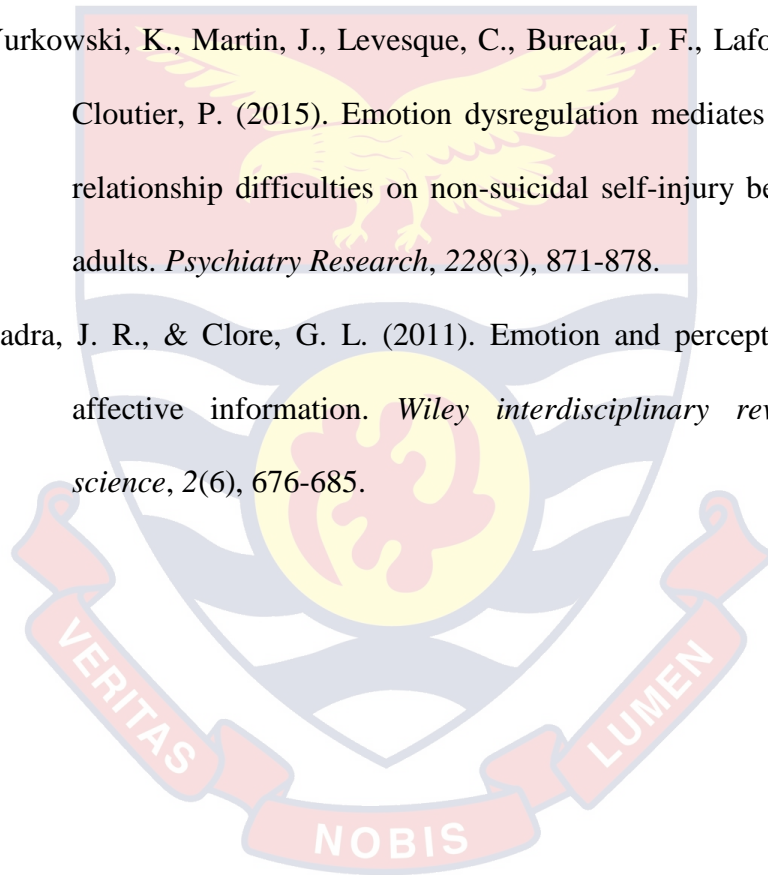 urkowski, K., Martin, J., Levesque, C., Bureau, J. F., Lafo
Cloutier, P. (2015). Emotion dysregulation mediates
relationship difficulties on non-suicidal self-injury be
adults. Psychiatry Research, 228(3), 871-878.
adra, J. R., & Clore, G. L. (2011). Emotion and percept
affective information. Wiley interdisciplinary rev
science, 2(6), 676-685.
VERITAS
NOBIS
LUMEN